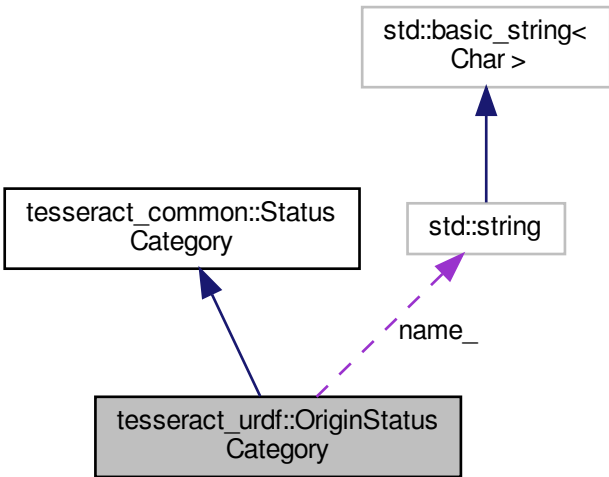 std::basic_string<
Char >
tesseract_common::Status
Category
std::string
name_
tesseract_urdf::OriginStatus
Category